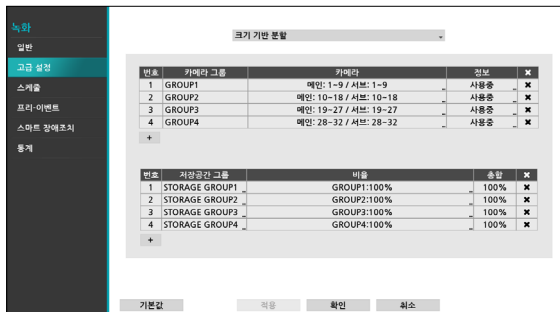 녹화
일반
고급 설정
스케줄
프리·이벤트
스마트 장애조치
통계
크기 기반 분할
번호 카메라 그룹 카메라 정보 ✖
1 GROUP1 메인: 1~9 / 서브: 1~9 ... 사용중 ... ✖
2 GROUP2 메인: 10~18 / 서브: 10~18 ... 사용중 ... ✖
3 GROUP3 메인: 19~27 / 서브: 19~27 ... 사용중 ... ✖
4 GROUP4 메인: 28~32 / 서브: 28~32 ... 사용중 ... ✖
+
번호 저장공간 그룹 비율 총합 ✖
1 STORAGE GROUP1 ... GROUP1:100% ... 100% ✖
2 STORAGE GROUP2 ... GROUP2:100% ... 100% ✖
3 STORAGE GROUP3 ... GROUP3:100% ... 100% ✖
4 STORAGE GROUP4 ... GROUP4:100% ... 100% ✖
+
기본값 적용 확인 취소